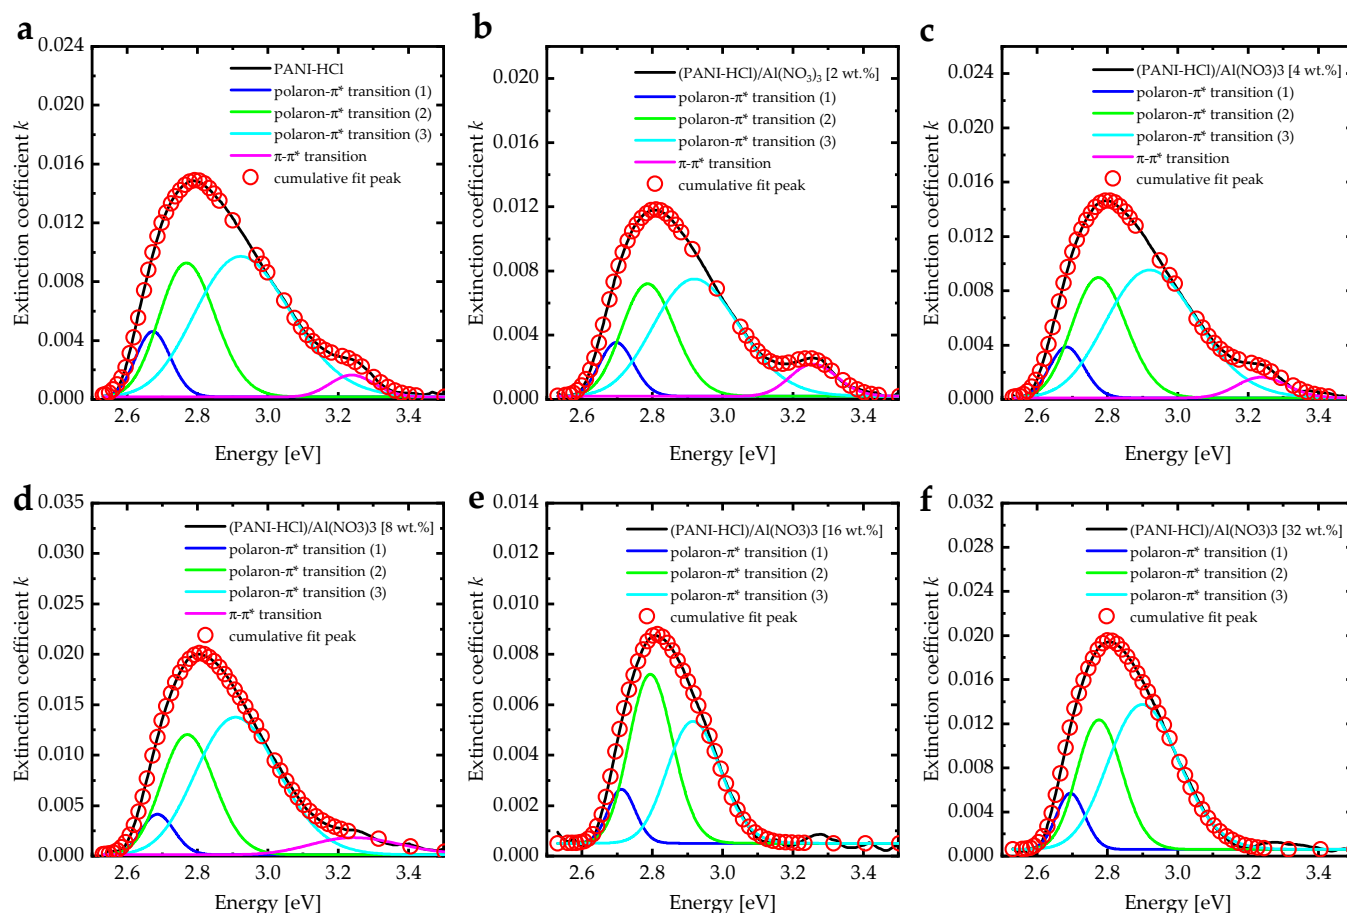 a
0.024
0.020
0.016
0.012
0.008
0.004
0.000
Extinction coefficient k
2.6 2.8 3.0 3.2 3.4
Energy [eV]
PANI-HCl
polaron-π* transition (1)
polaron-π* transition (2)
polaron-π* transition (3)
π-π* transition
cumulative fit peak
b
0.020
0.016
0.012
0.008
0.004
0.000
Extinction coefficient k
2.6 2.8 3.0 3.2 3.4
Energy [eV]
(PANI-HCl)/Al(NO₃)₃ [2 wt.%]
polaron-π* transition (1)
polaron-π* transition (2)
polaron-π* transition (3)
π-π* transition
cumulative fit peak
c
0.024
0.020
0.016
0.012
0.008
0.004
0.000
Extinction coefficient k
2.6 2.8 3.0 3.2 3.4
Energy [eV]
(PANI-HCl)/Al(NO3)3 [4 wt.%]
polaron-π* transition (1)
polaron-π* transition (2)
polaron-π* transition (3)
π-π* transition
cumulative fit peak
d
0.035
0.030
0.025
0.020
0.015
0.010
0.005
0.000
Extinction coefficient k
2.6 2.8 3.0 3.2 3.4
Energy [eV]
(PANI-HCl)/Al(NO3)3 [8 wt.%]
polaron-π* transition (1)
polaron-π* transition (2)
polaron-π* transition (3)
π-π* transition
cumulative fit peak
e
0.014
0.012
0.010
0.008
0.006
0.004
0.002
0.000
Extinction coefficient k
2.6 2.8 3.0 3.2 3.4
Energy [eV]
(PANI-HCl)/Al(NO3)3 [16 wt.%]
polaron-π* transition (1)
polaron-π* transition (2)
polaron-π* transition (3)
cumulative fit peak
f
0.032
0.028
0.024
0.020
0.016
0.012
0.008
0.004
0.000
Extinction coefficient k
2.6 2.8 3.0 3.2 3.4
Energy [eV]
(PANI-HCl)/Al(NO3)3 [32 wt.%]
polaron-π* transition (1)
polaron-π* transition (2)
polaron-π* transition (3)
cumulative fit peak